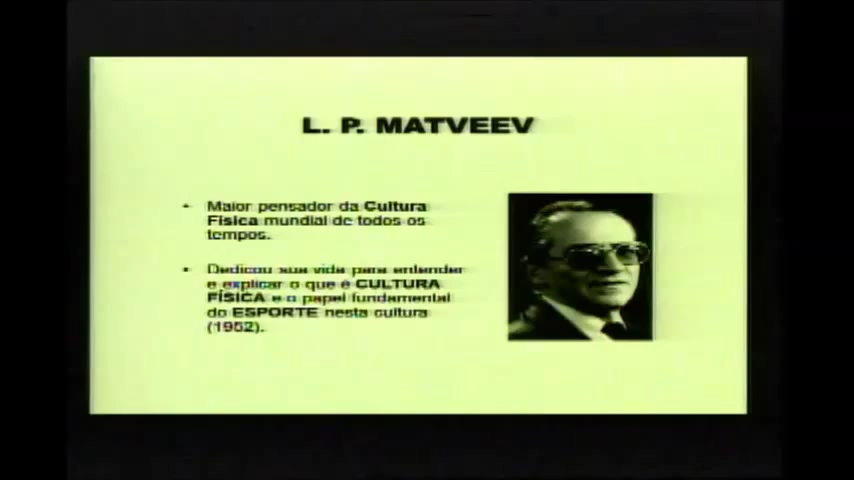 L. P. MATVEEV
• Maior pensador da Cultura
Física mundial de todos os
tempos.
• Dedicou sua vida para entender
e explicar o que é CULTURA
FÍSICA e o papel fundamental
do ESPORTE nesta cultura
(1952).